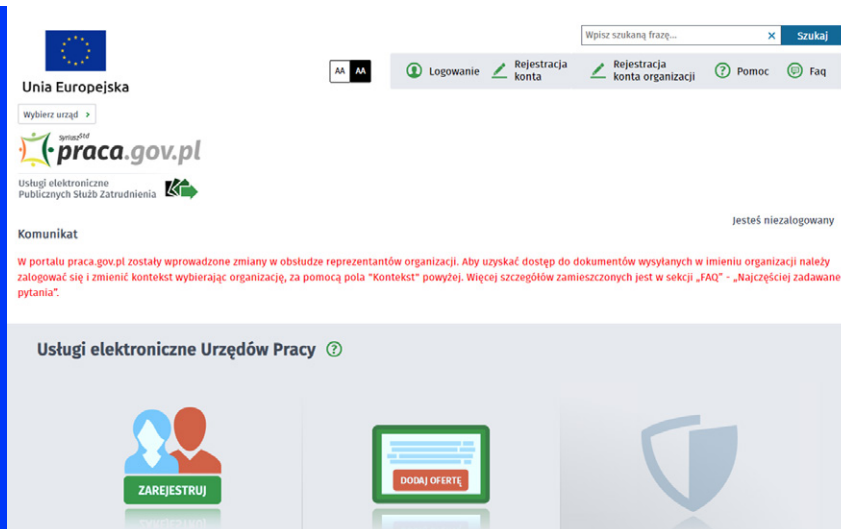 Wpisz szukaną frazę...
Szukaj
AA AA
Logowanie
Rejestracja
konta
Rejestracja
konta organizacji
Pomoc
Faq
Unia Europejska
Wybierz urząd
syriuszStd
praca.gov.pl
Usługi elektroniczne
Publicznych Służb Zatrudnienia
Jesteś niezalogowany
Komunikat
W portalu praca.gov.pl zostały wprowadzone zmiany w obsłudze reprezentantów organizacji. Aby uzyskać dostęp do dokumentów wysyłanych w imieniu organizacji należy
zalogować się i zmienić kontekst wybierając organizację, za pomocą pola "Kontekst" powyżej. Więcej szczegółów zamieszczonych jest w sekcji „FAQ" - „Najczęściej zadawane
pytania".
Usługi elektroniczne Urzędów Pracy
ZAREJESTRUJ
DODAJ OFERTĘ